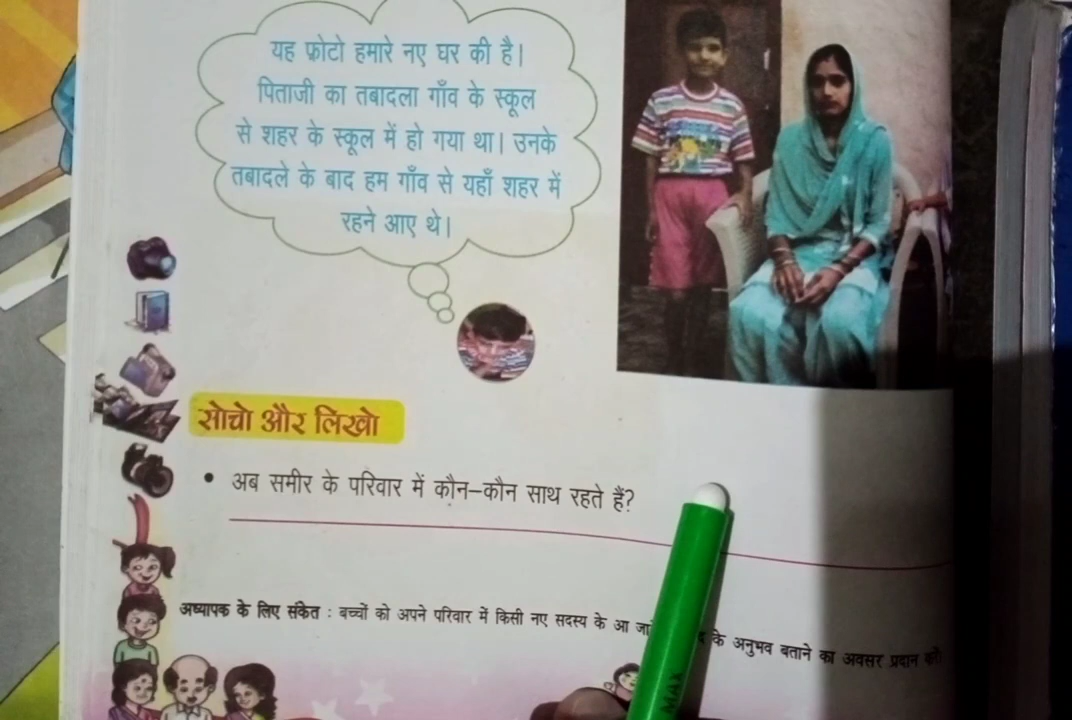 यह फ़ोटो हमारे नए घर की है।
पिताजी का तबादला गाँव के स्कूल
से शहर के स्कूल में हो गया था। उनके
तबादले के बाद हम गाँव से यहाँ शहर में
रहने आए थे।
सोचो और लिखो
• अब समीर के परिवार में कौन-कौन साथ रहते हैं?
अध्यापक के लिए संकेत : बच्चों को अपने परिवार में किसी नए सदस्य के आ के अनुभव बताने का अवसर प्रदान करें।
MAX